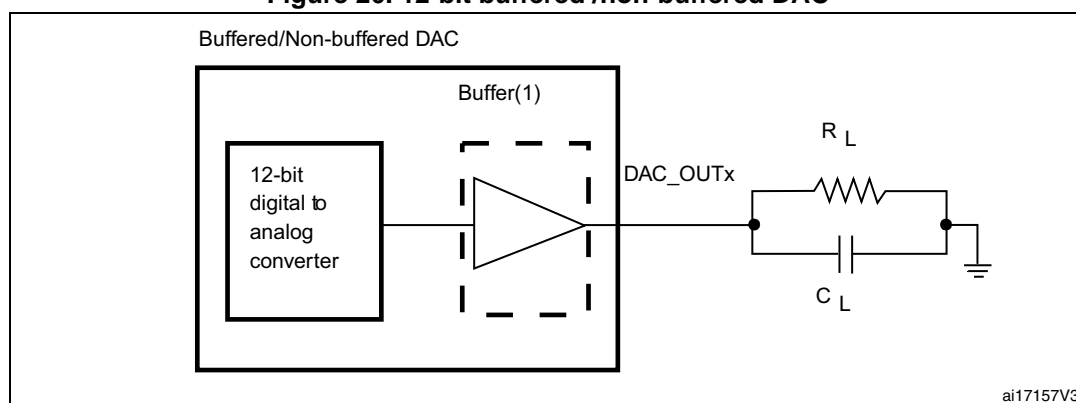 Figure 20. 12-bit buffered /non-buffered DAC
Buffered/Non-buffered DAC
Buffer(1)
12-bit
digital to
analog
converter
DAC_OUTx
R L
C L
ai17157V3